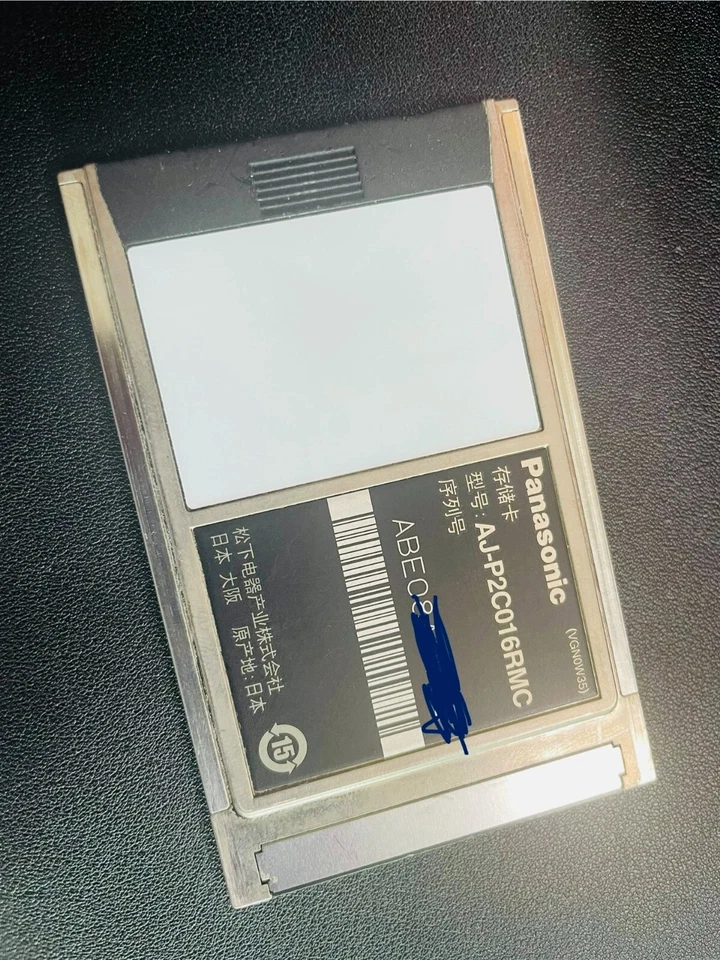 Panasonic
(VGN0W35)
存储卡
型号: AJ-P2C016RMC
序列号
ABE08
松下电器产业株式会社
日本 大阪 原产地:日本
15